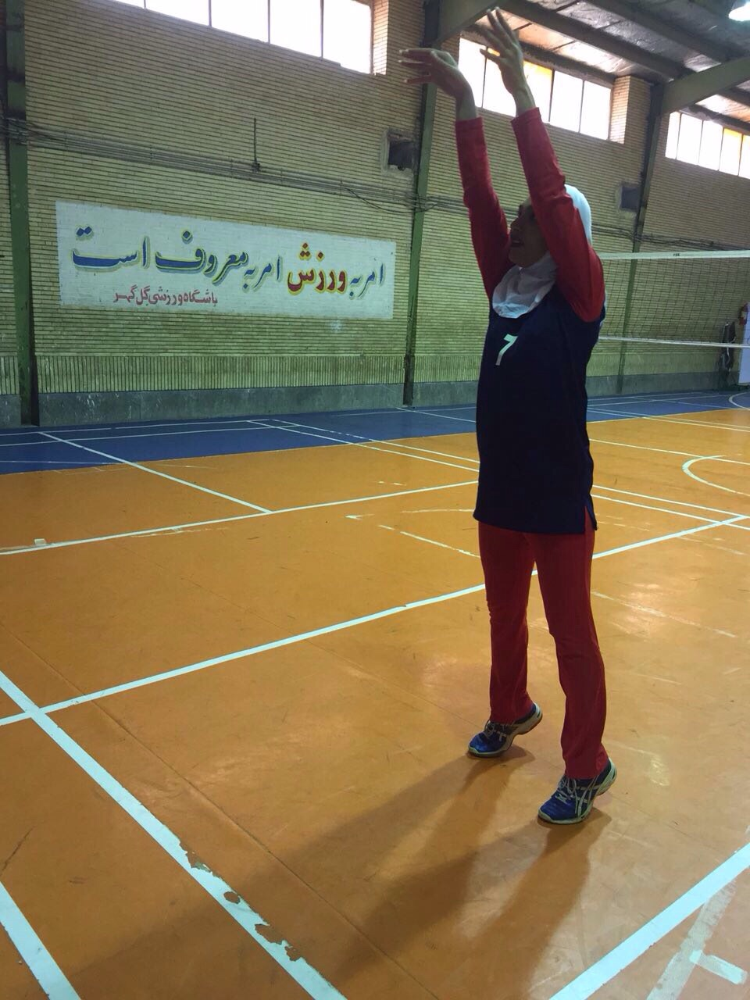 امر به ورزش امر به معروف است
باشگاه ورزشی گل گهر
7